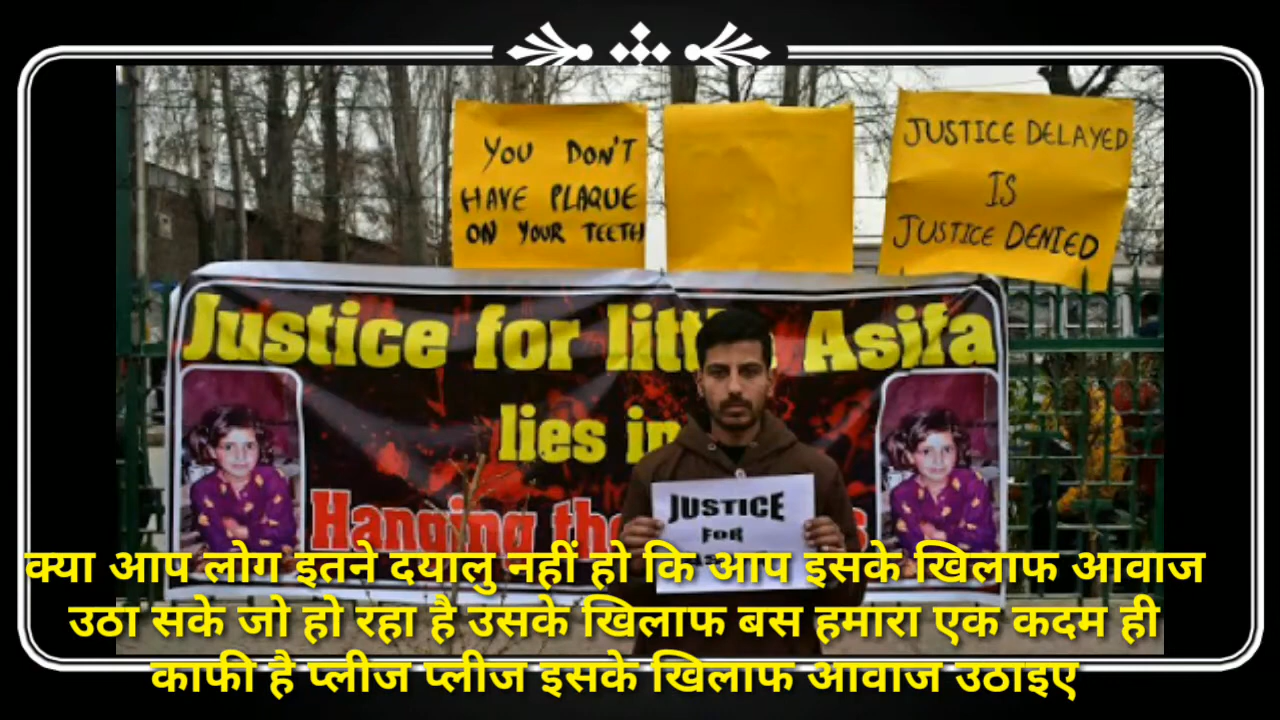 YOU DON'T
HAVE PLAQUE
ON YOUR TEETH
JUSTICE DELAYED
IS
JUSTICE DENIED
Justice for Asifa
lies in
Hanging
JUSTICE
FOR
क्या आप लोग इतने दयालु नहीं हो कि आप इसके खिलाफ आवाज
उठा सके जो हो रहा है उसके खिलाफ बस हमारा एक कदम ही
काफी है प्लीज प्लीज इसके खिलाफ आवाज उठाइए